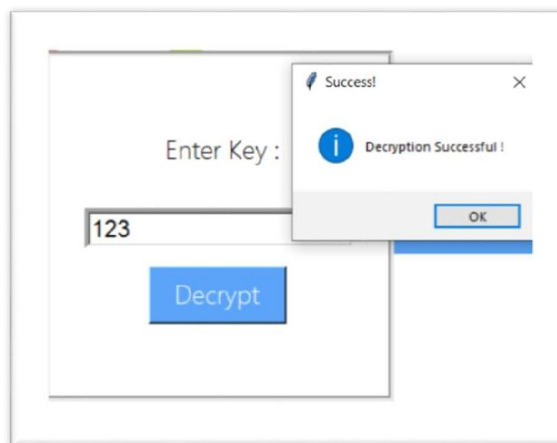 Success!
Decryption Successful !
OK
Enter Key :
123
Decrypt